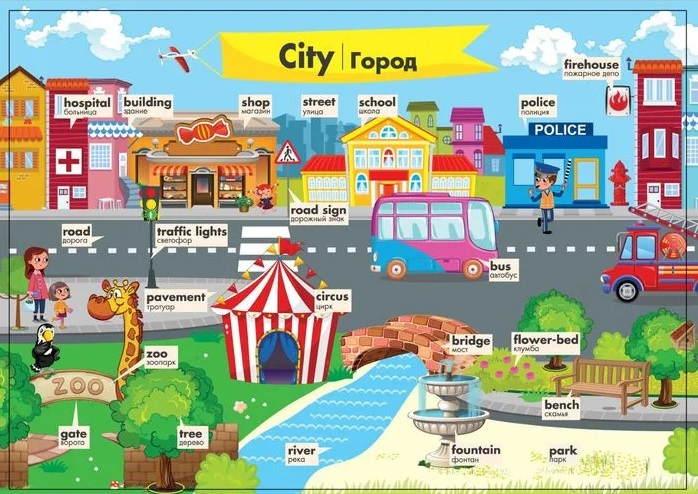 City | Город
firehouse
пожарное депо
hospital
больница
building
здание
shop
магазин
street
улица
school
школа
police
полиция
POLICE
road sign
дорожный знак
road
дорога
traffic lights
светофор
bus
автобус
pavement
тротуар
circus
цирк
bridge
мост
flower-bed
клумба
zoo
зоопарк
ZOO
bench
скамья
gate
ворота
tree
дерево
river
река
fountain
фонтан
park
парк